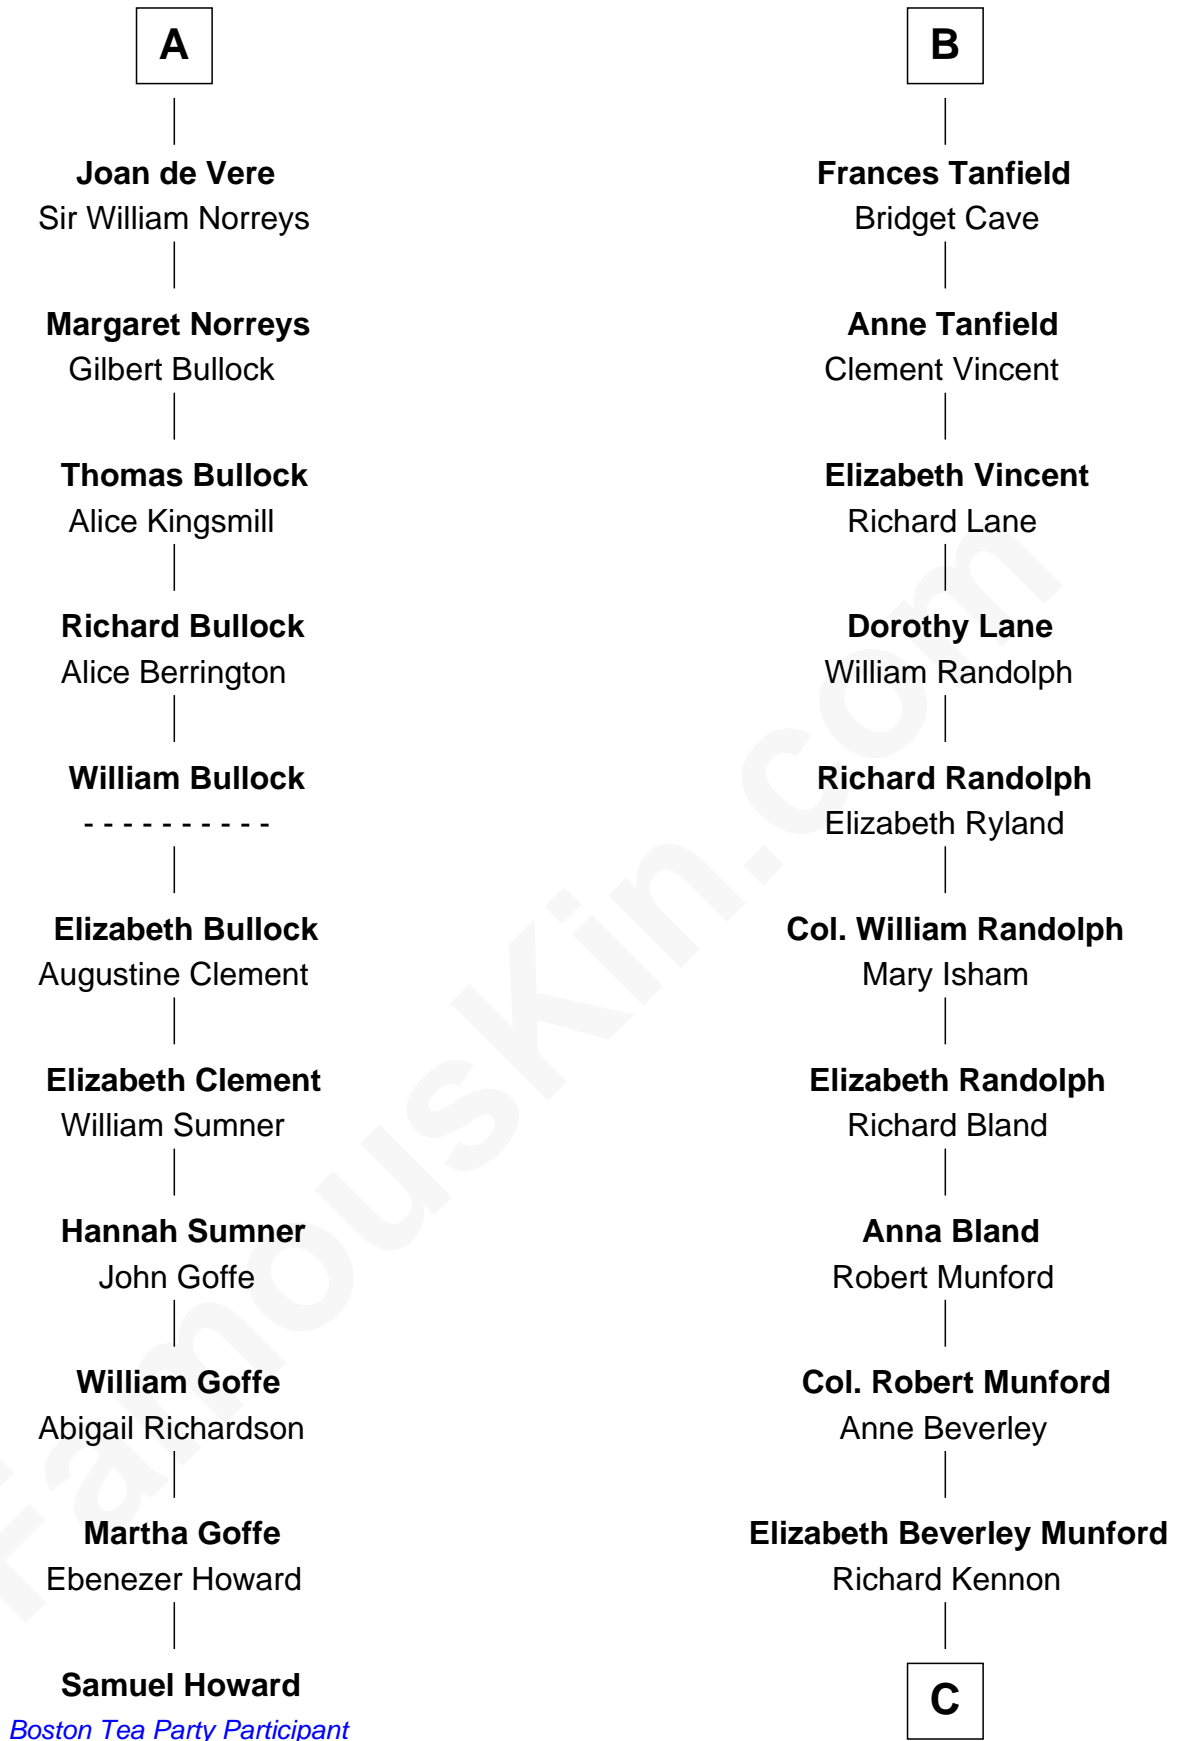 A
Joan de Vere
Sir William Norreys
Margaret Norreys
Gilbert Bullock
Thomas Bullock
Alice Kingsmill
Richard Bullock
Alice Berrington
William Bullock
- - - - - - - - - -
Elizabeth Bullock
Augustine Clement
Elizabeth Clement
William Sumner
Hannah Sumner
John Goffe
William Goffe
Abigail Richardson
Martha Goffe
Ebenezer Howard
Samuel Howard
Boston Tea Party Participant
B
Frances Tanfield
Bridget Cave
Anne Tanfield
Clement Vincent
Elizabeth Vincent
Richard Lane
Dorothy Lane
William Randolph
Richard Randolph
Elizabeth Ryland
Col. William Randolph
Mary Isham
Elizabeth Randolph
Richard Bland
Anna Bland
Robert Munford
Col. Robert Munford
Anne Beverley
Elizabeth Beverley Munford
Richard Kennon
C
FamousKin.com